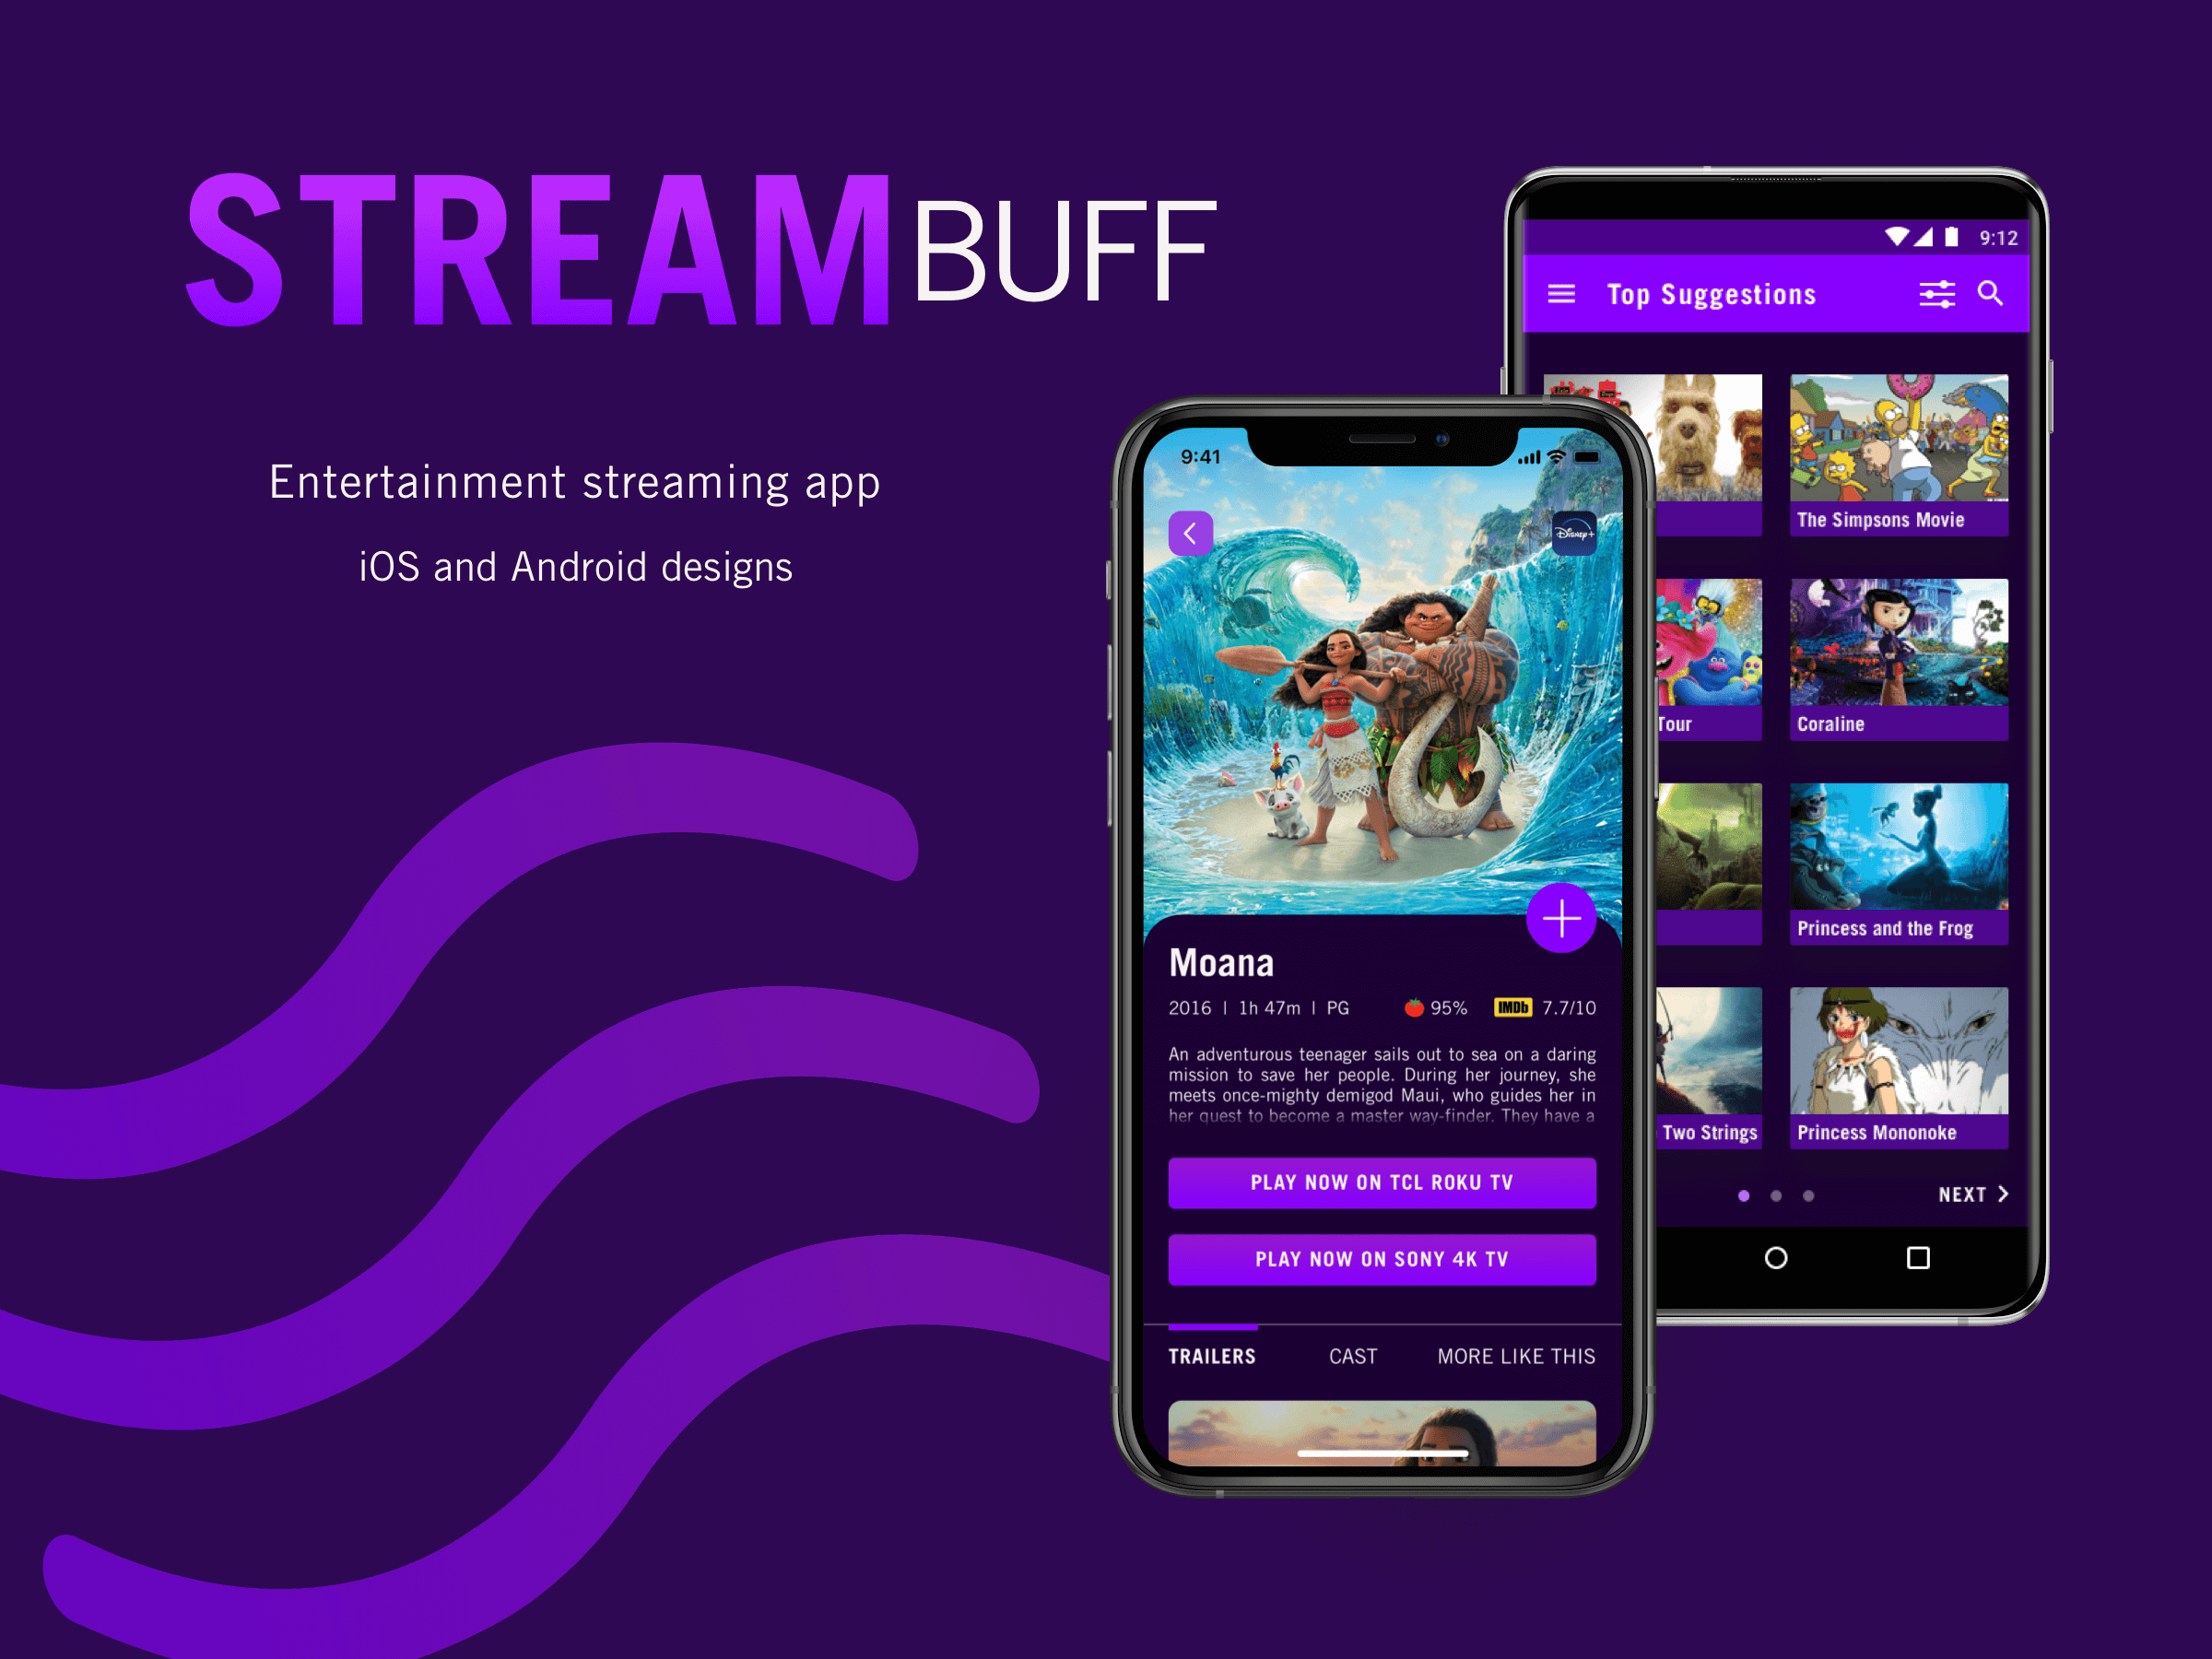 STREAM BUFF
Entertainment streaming app
iOS and Android designs
9:12
Top Suggestions
The Simpsons Movie
Tour
Coraline
Princess and the Frog
Two Strings
Princess Mononoke
NEXT
9:41
Disney+
Moana
2016 | 1h 47m | PG 95% IMDb 7.7/10
An adventurous teenager sails out to sea on a daring
mission to save her people. During her journey, she
meets once-mighty demigod Maui, who guides her in
her quest to become a master way-finder. They have a
PLAY NOW ON TCL ROKU TV
PLAY NOW ON SONY 4K TV
TRAILERS CAST MORE LIKE THIS